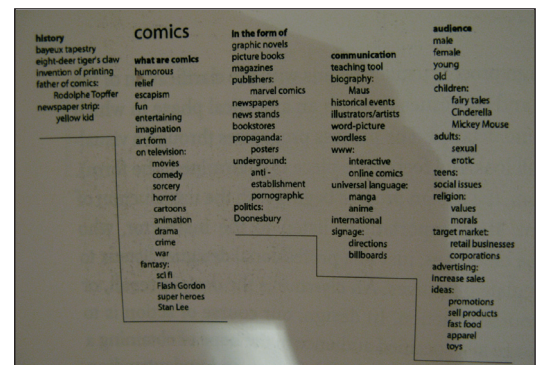 history
bayeux tapestry
eight-deer tiger's claw
invention of printing
father of comics:
Rodolphe Topffer
newspaper strip:
yellow kid
comics
what are comics
humorous
relief
escapism
fun
entertaining
imagination
art form
on television:
movies
comedy
sorcery
horror
cartoons
animation
drama
crime
war
fantasy:
sci fi
Flash Gordon
super heroes
Stan Lee
in the form of
graphic novels
picture books
magazines
publishers:
marvel comics
newspapers
news stands
bookstores
propaganda:
posters
underground:
anti -
establishment
pornographic
politics:
Doonesbury
communication
teaching tool
biography:
Maus
historical events
illustrators/artists
word-picture
wordless
www:
interactive
online comics
universal language:
manga
anime
international
signage:
directions
billboards
audience
male
female
young
old
children:
fairy tales
Cinderella
Mickey Mouse
adults:
sexual
erotic
teens:
social issues
religion:
values
morals
target market:
retail businesses
corporations
advertising:
increase sales
ideas:
promotions
sell products
fast food
apparel
toys